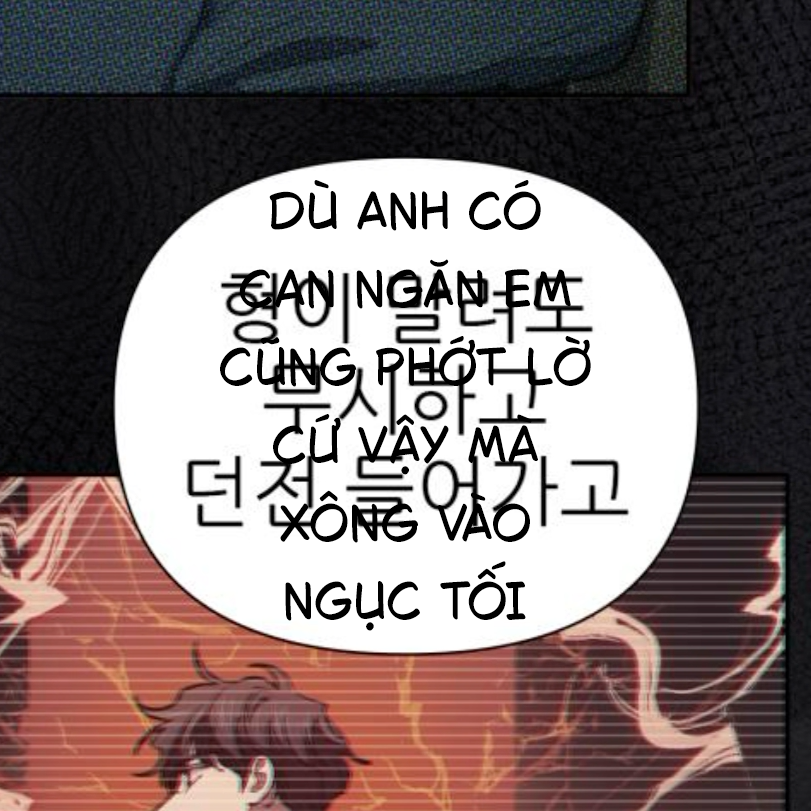 DÙ ANH CÓ
CAN NGĂN EM
CŨNG PHỚT LỜ
CỨ VẬY MÀ
XÔNG VÀO
NGỤC TỐI
형이 말려도
무시하고
던전 들어가고